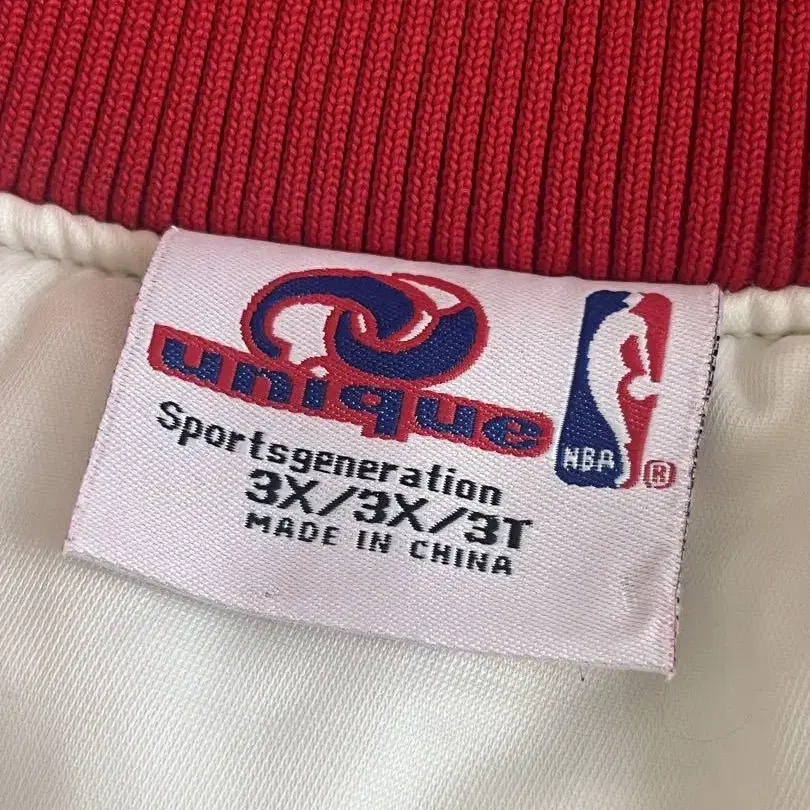 unique
NBA ®
Sportsgeneration
3X/3X/3T
MADE IN CHINA